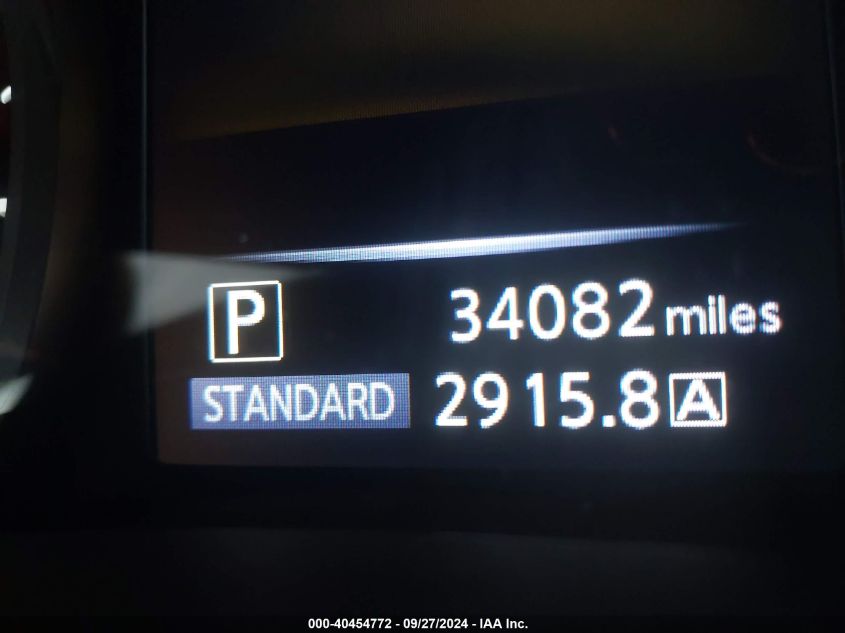 P 34082 miles
STANDARD 2915.8 A
000-40454772 - 09/27/2024 - IAA Inc.